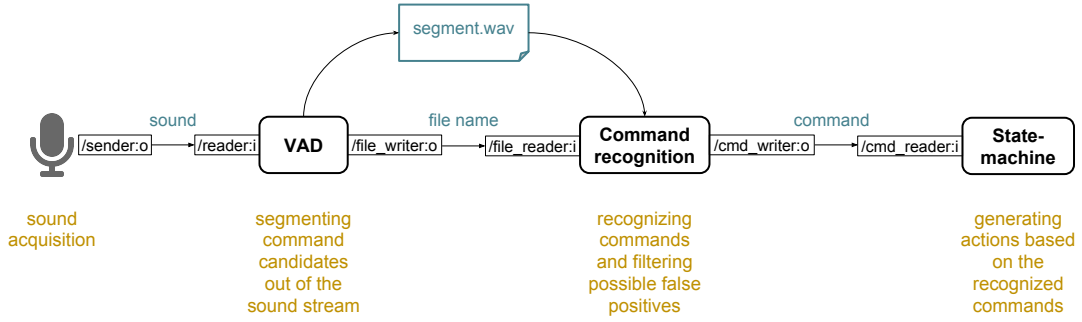 segment.wav
sound
file name
command
/sender:o
/reader:i
VAD
/file_writer:o
/file_reader:i
Command
recognition
/cmd_writer:o
/cmd_reader:i
State-
machine
sound
acquisition
segmenting
command
candidates
out of the
sound stream
recognizing
commands
and filtering
possible false
positives
generating
actions based
on the
recognized
commands